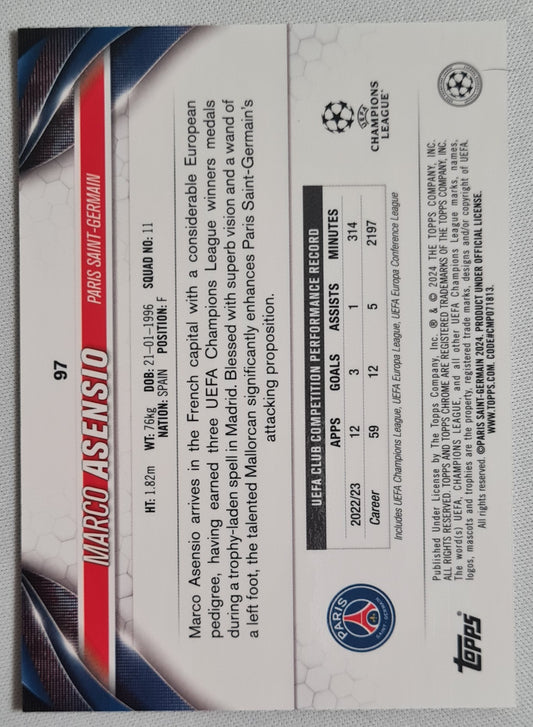 97
MARCO ASENSIO PARIS SAINT-GERMAIN
HT: 1.82m WT: 76kg DOB: 21-01-1996 SQUAD NO: 11
NATION: SPAIN POSITION: F
Marco Asensio arrives in the French capital with a considerable European
pedigree, having earned three UEFA Champions League winners medals
during a trophy-laden spell in Madrid. Blessed with superb vision and a wand of
a left foot, the talented Mallorcan significantly enhances Paris Saint-Germain's
attacking proposition.
PARIS
SAINT-GERMAIN
UEFA CLUB COMPETITION PERFORMANCE RECORD
APPS GOALS ASSISTS MINUTES
2022/23 12 3 1 314
Career 59 12 5 2197
Includes UEFA Champions League, UEFA Europa League, UEFA Europa Conference League
UEFA
CHAMPIONS
LEAGUE®
Topps®
Published Under License by The Topps Company, Inc. ® & © 2024 THE TOPPS COMPANY, INC.
ALL RIGHTS RESERVED. TOPPS AND TOPPS CHROME ARE REGISTERED TRADEMARKS OF THE TOPPS COMPANY, INC.
The word(s) UEFA, CHAMPIONS LEAGUE, and all other UEFA Champions League marks, names,
logos, mascots and trophies are the property, registered trade marks, designs and/or copyright of UEFA.
All rights reserved. ©PARIS SAINT-GERMAIN 2024. PRODUCT UNDER OFFICIAL LICENSE.
WWW.TOPPS.COM. CODE#CMPD71813.